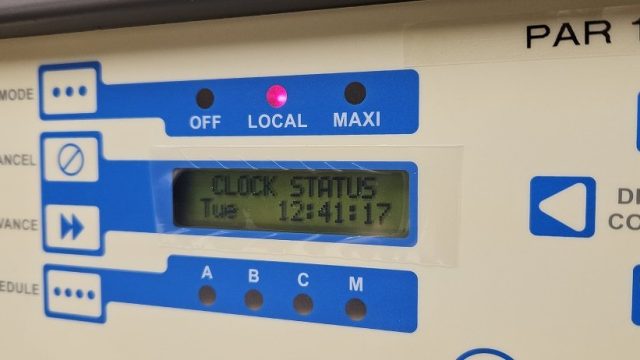 PAR
MODE
OFF LOCAL MAXI
CLOCK STATUS
Tue 12:41:17
A B C M